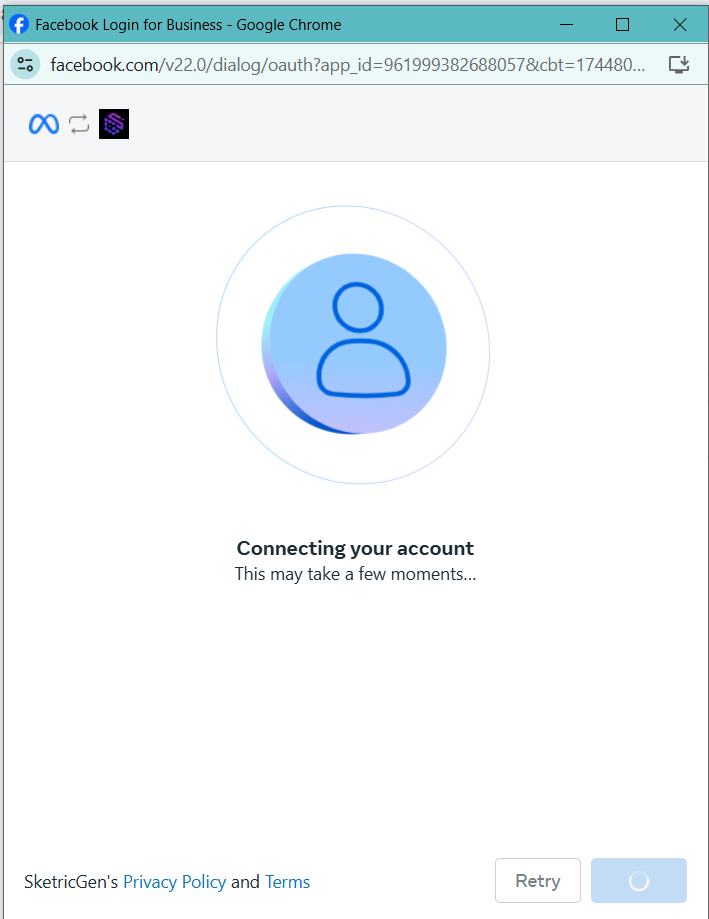 Facebook Login for Business - Google Chrome
facebook.com/v22.0/dialog/oauth?app_id=961999382688057&cbt=174480...
Connecting your account
This may take a few moments...
SketricGen's Privacy Policy and Terms
Retry